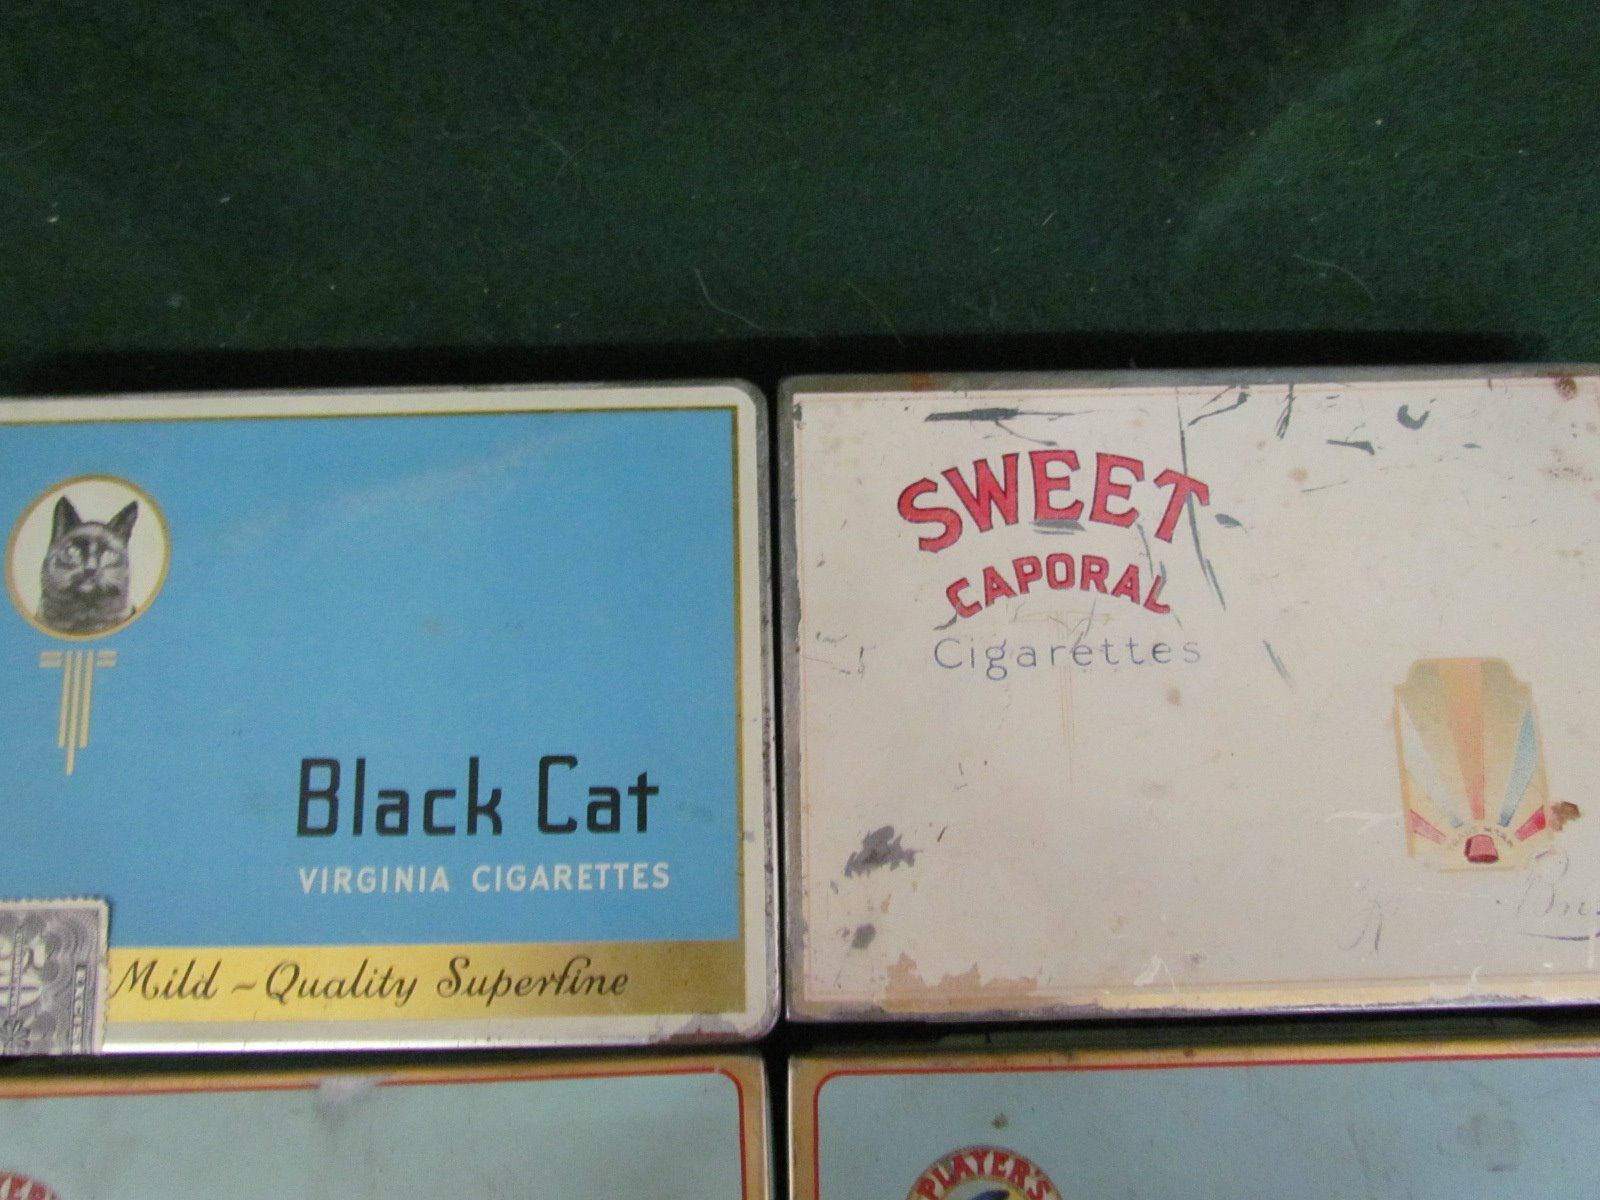 Black Cat
VIRGINIA CIGARETTES
Mild ~ Quality Superfine
SWEET
CAPORAL
Cigarettes
PLAYER'S